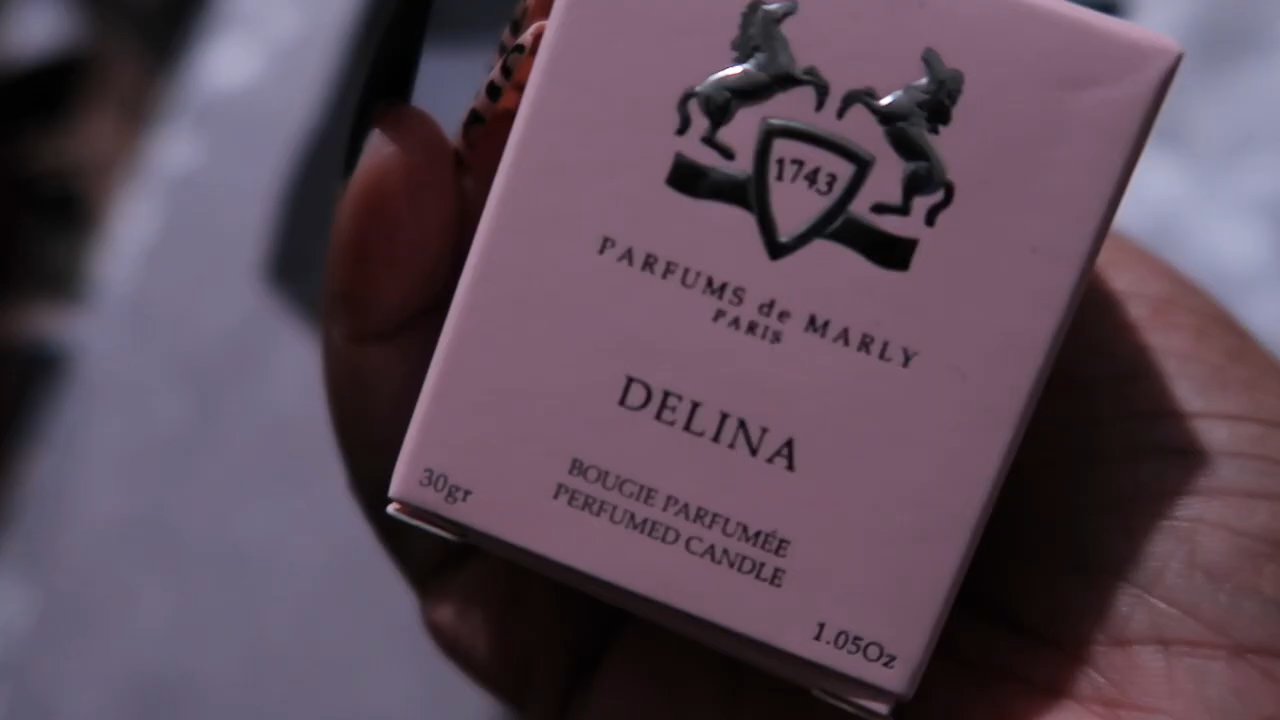 1743
PARFUMS de MARLY
PARIS
DELINA
30gr
BOUGIE PARFUMÉE
PERFUMED CANDLE
1.05Oz